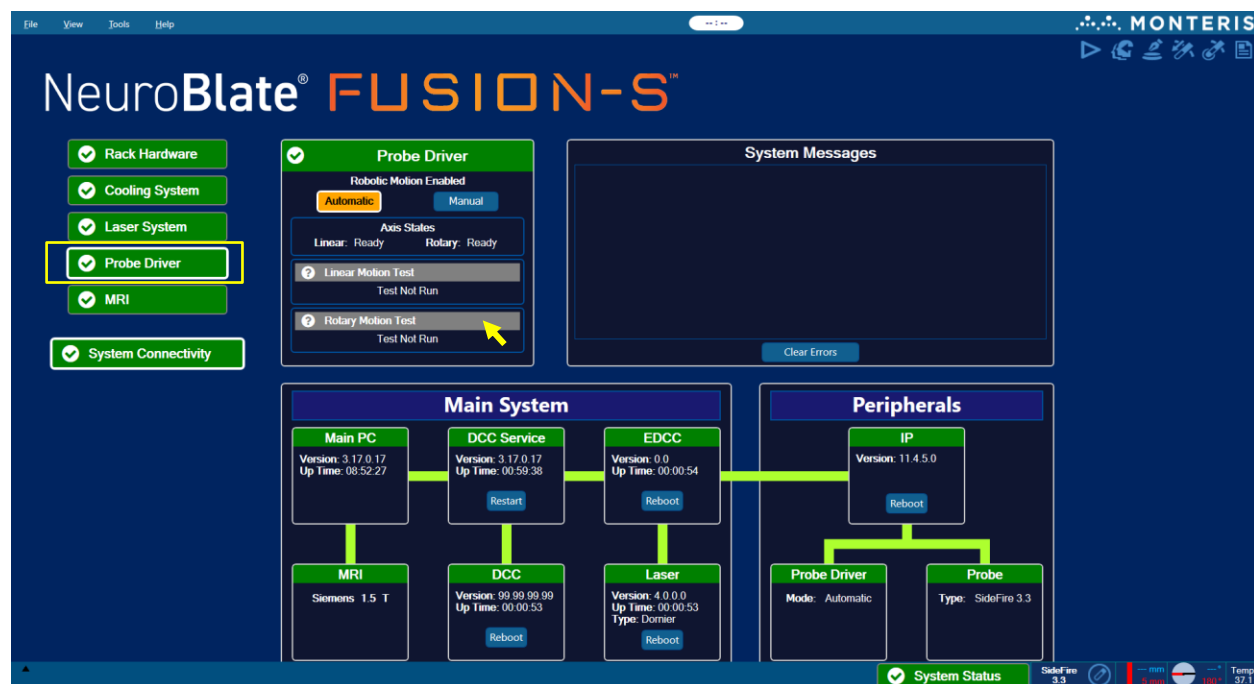 File View Tools Help
-- : --
MONTERIS
NeuroBlate® FUSION-S™
Rack Hardware
Cooling System
Laser System
Probe Driver
MRI
System Connectivity
Probe Driver
Robotic Motion Enabled
Automatic Manual
Axis States
Linear: Ready Rotary: Ready
? Linear Motion Test
Test Not Run
? Rotary Motion Test
Test Not Run
System Messages
Clear Errors
Main System
Main PC
Version: 3.17.0.17
Up Time: 08:52:27
DCC Service
Version: 3.17.0.17
Up Time: 00:59:38
Restart
EDCC
Version: 0.0
Up Time: 00:00:54
Reboot
MRI
Siemens 1.5 T
DCC
Version: 99.99.99.99
Up Time: 00:00:53
Reboot
Laser
Version: 4.0.0.0
Up Time: 00:00:53
Type: Dornier
Reboot
Peripherals
IP
Version: 11.4.5.0
Reboot
Probe Driver
Mode: Automatic
Probe
Type: SideFire 3.3
System Status
SideFire
3.3
-- mm
5 mm
--°
180°
Temp
37.1